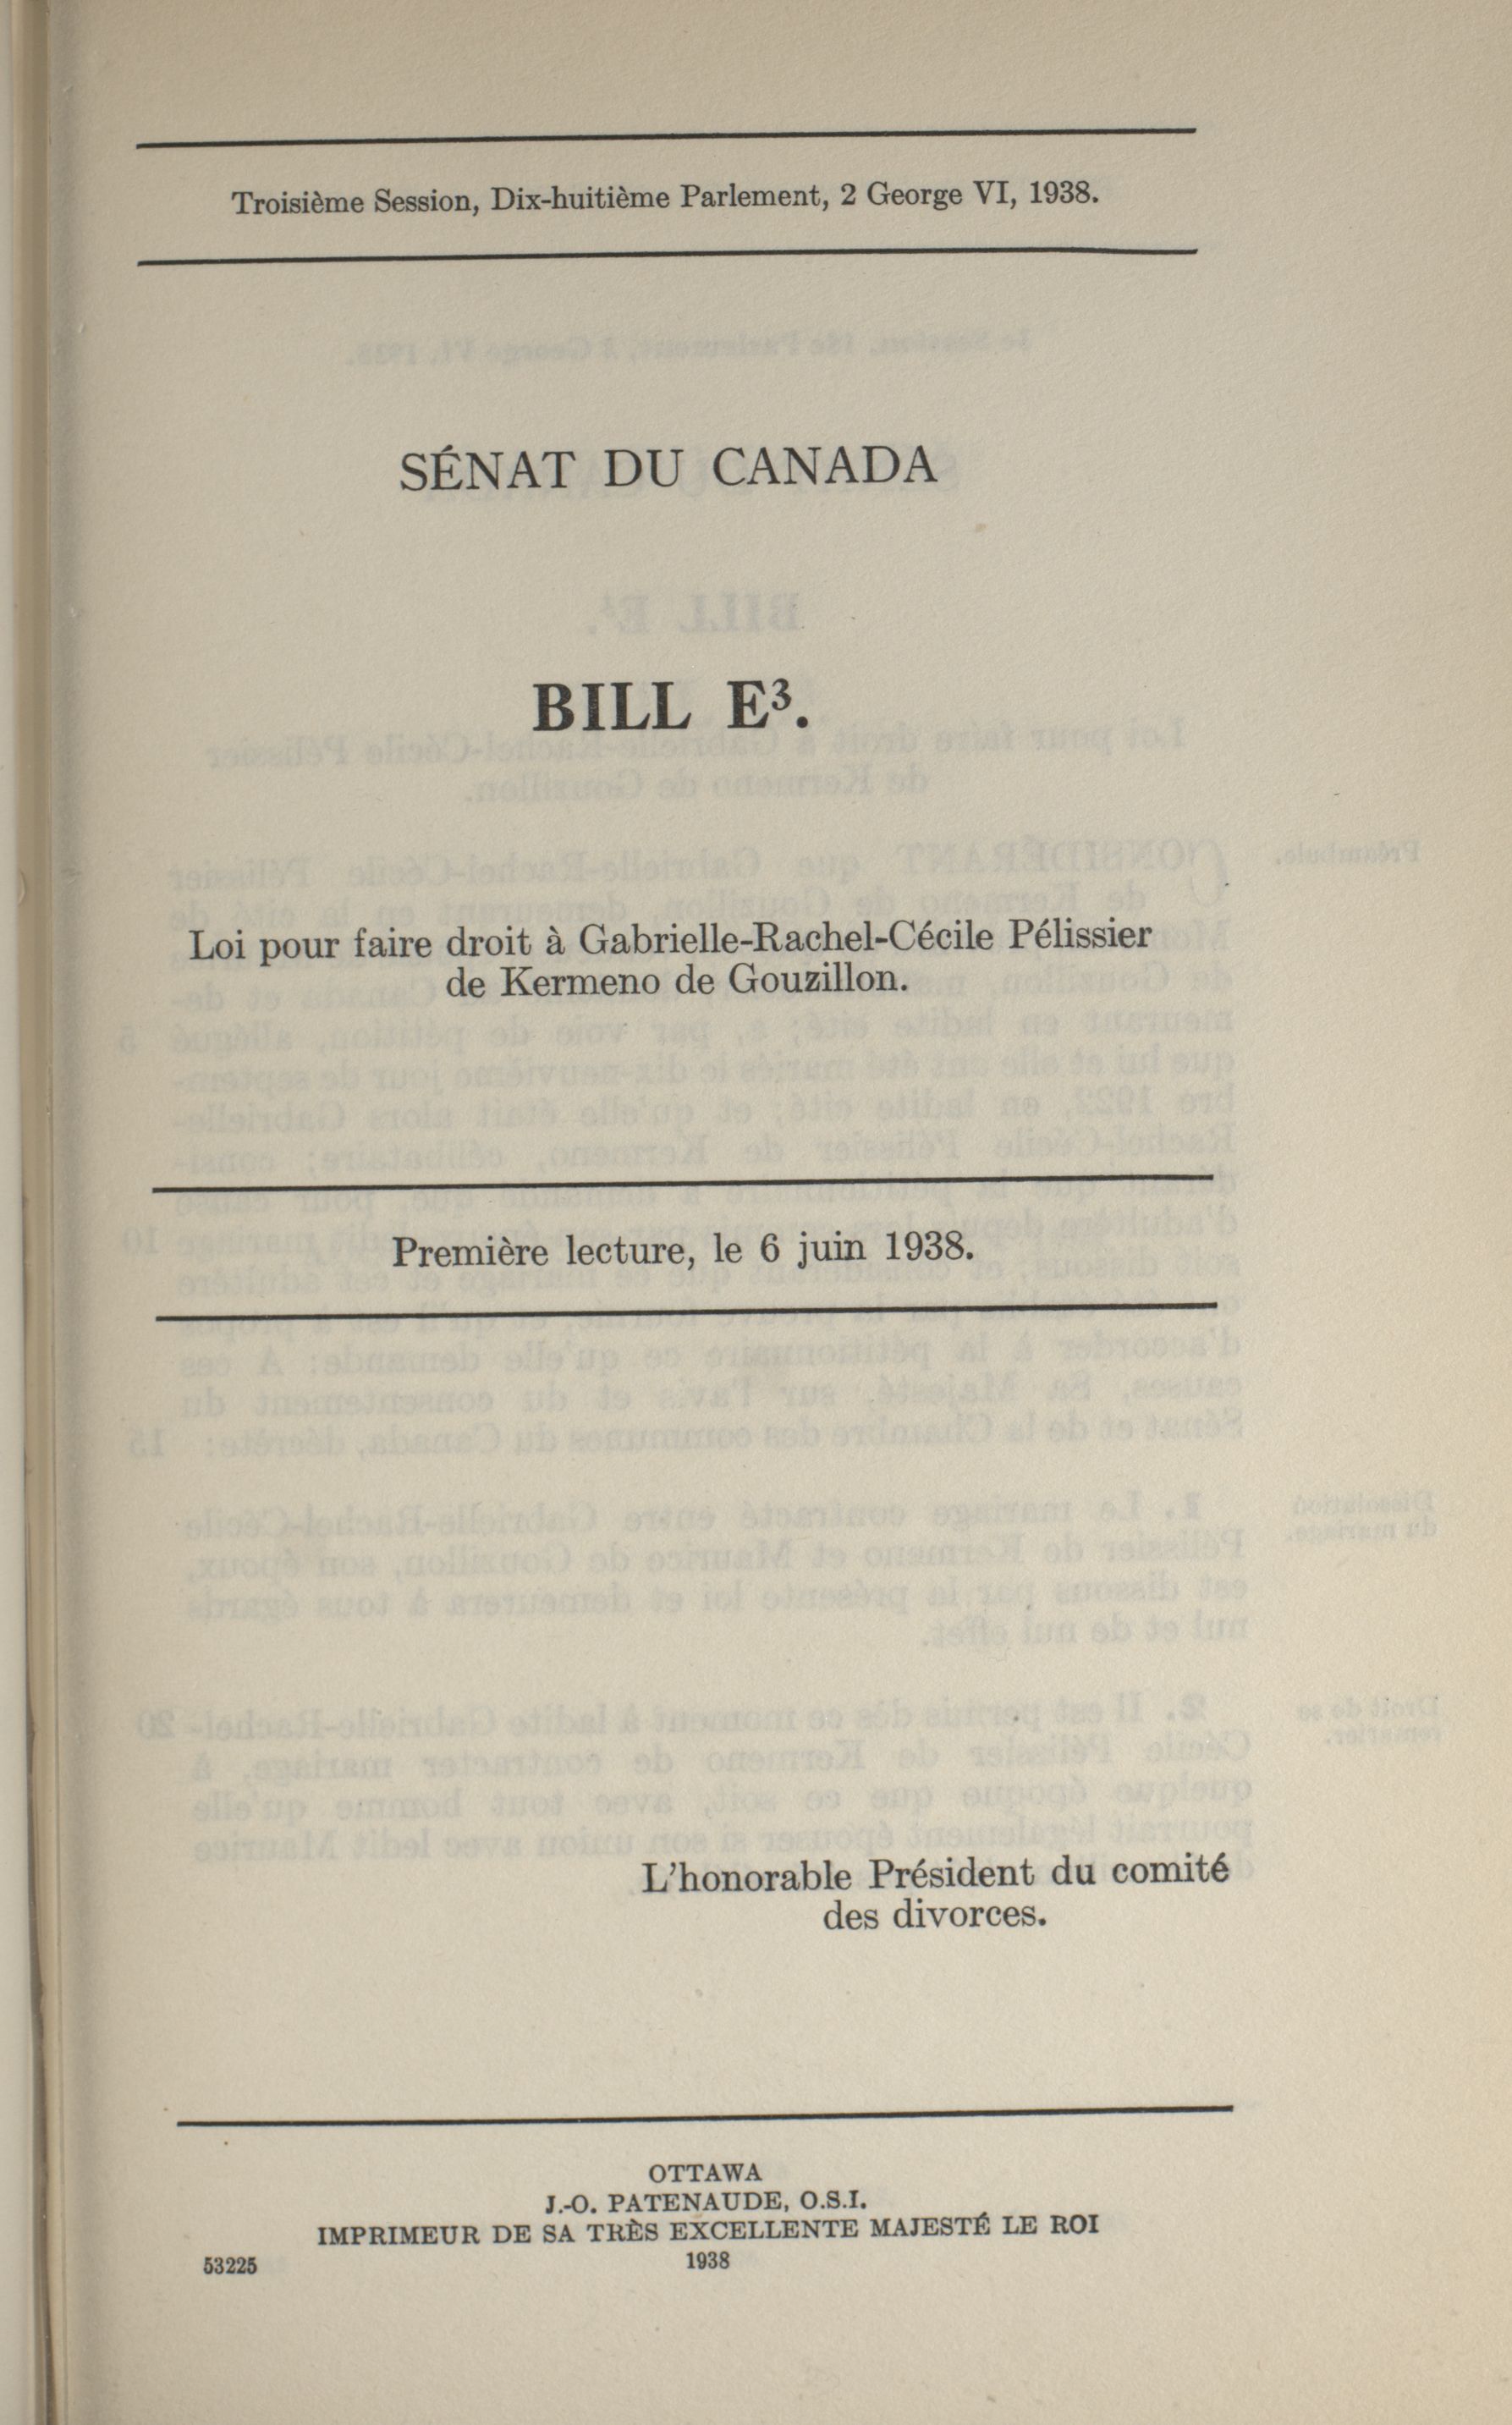 Troisième Session, Dix-huitième Parlement, 2 George VI, 1938.
SÉNAT DU CANADA
BILL E³.
Loi pour faire droit à Gabrielle-Rachel-Cécile Pélissier
de Kermeno de Gouzillon.
Première lecture, le 6 juin 1938.
L'honorable Président du comité
des divorces.
OTTAWA
J.-O. PATENAUDE, O.S.I.
IMPRIMEUR DE SA TRÈS EXCELLENTE MAJESTÉ LE ROI
1938
53225